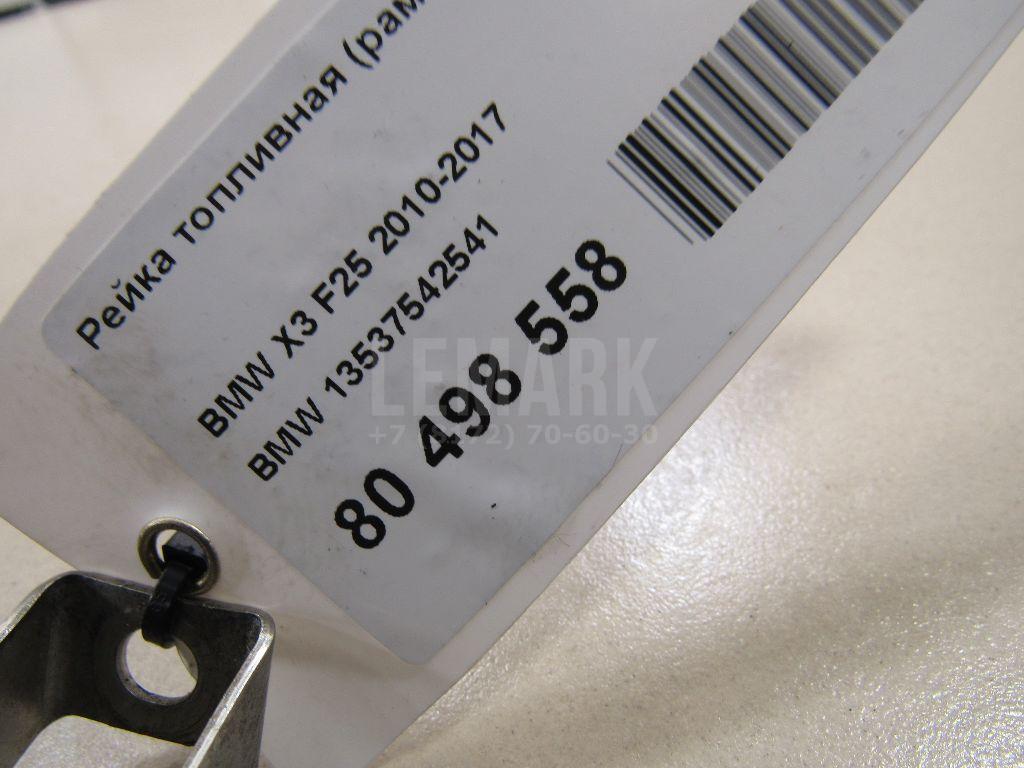 Рейка топливная (рам
BMW X3 F25 2010-2017
BMW 13537542541
80 498 558
LEMARK
70-60-30